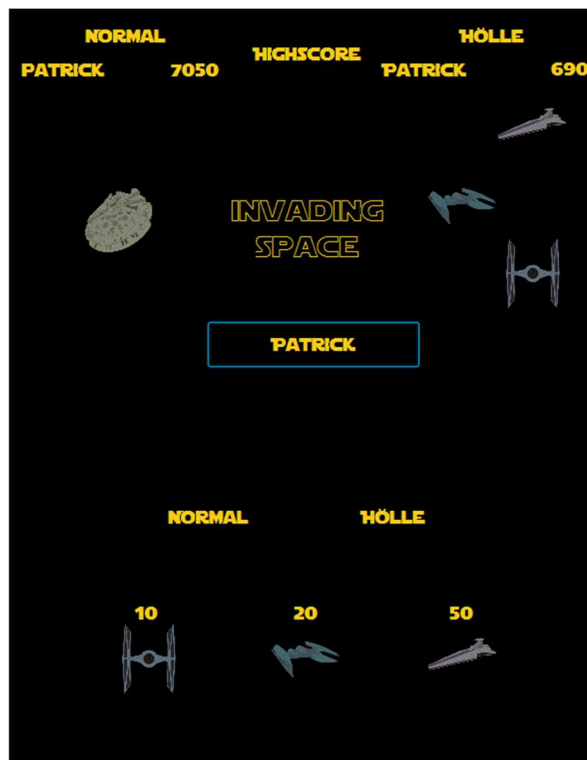 NORMAL HIGHSCORE HÖLLE
PATRICK 7050 PATRICK 690
INVADING
SPACE
PATRICK
NORMAL HÖLLE
10 20 50